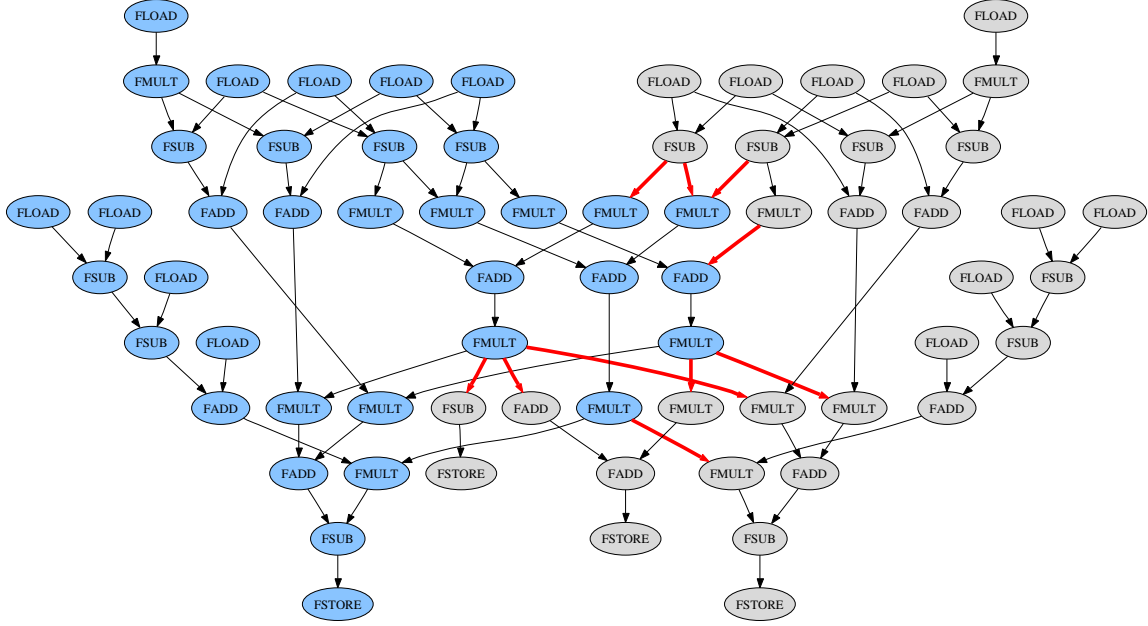 FLOAD FLOAD
FMULT FLOAD FLOAD FLOAD FLOAD FLOAD FLOAD FLOAD FLOAD FMULT
FSUB FSUB FSUB FSUB FSUB FSUB FSUB FSUB
FLOAD FLOAD FADD FADD FMULT FMULT FMULT FMULT FMULT FMULT FADD FADD FLOAD FLOAD
FSUB FLOAD FADD FADD FADD FLOAD FSUB
FSUB FLOAD FMULT FMULT FLOAD FSUB
FADD FMULT FMULT FSUB FADD FMULT FMULT FMULT FMULT FADD
FADD FMULT FSTORE FADD FMULT FADD
FSUB FSTORE FSUB
FSTORE FSTORE